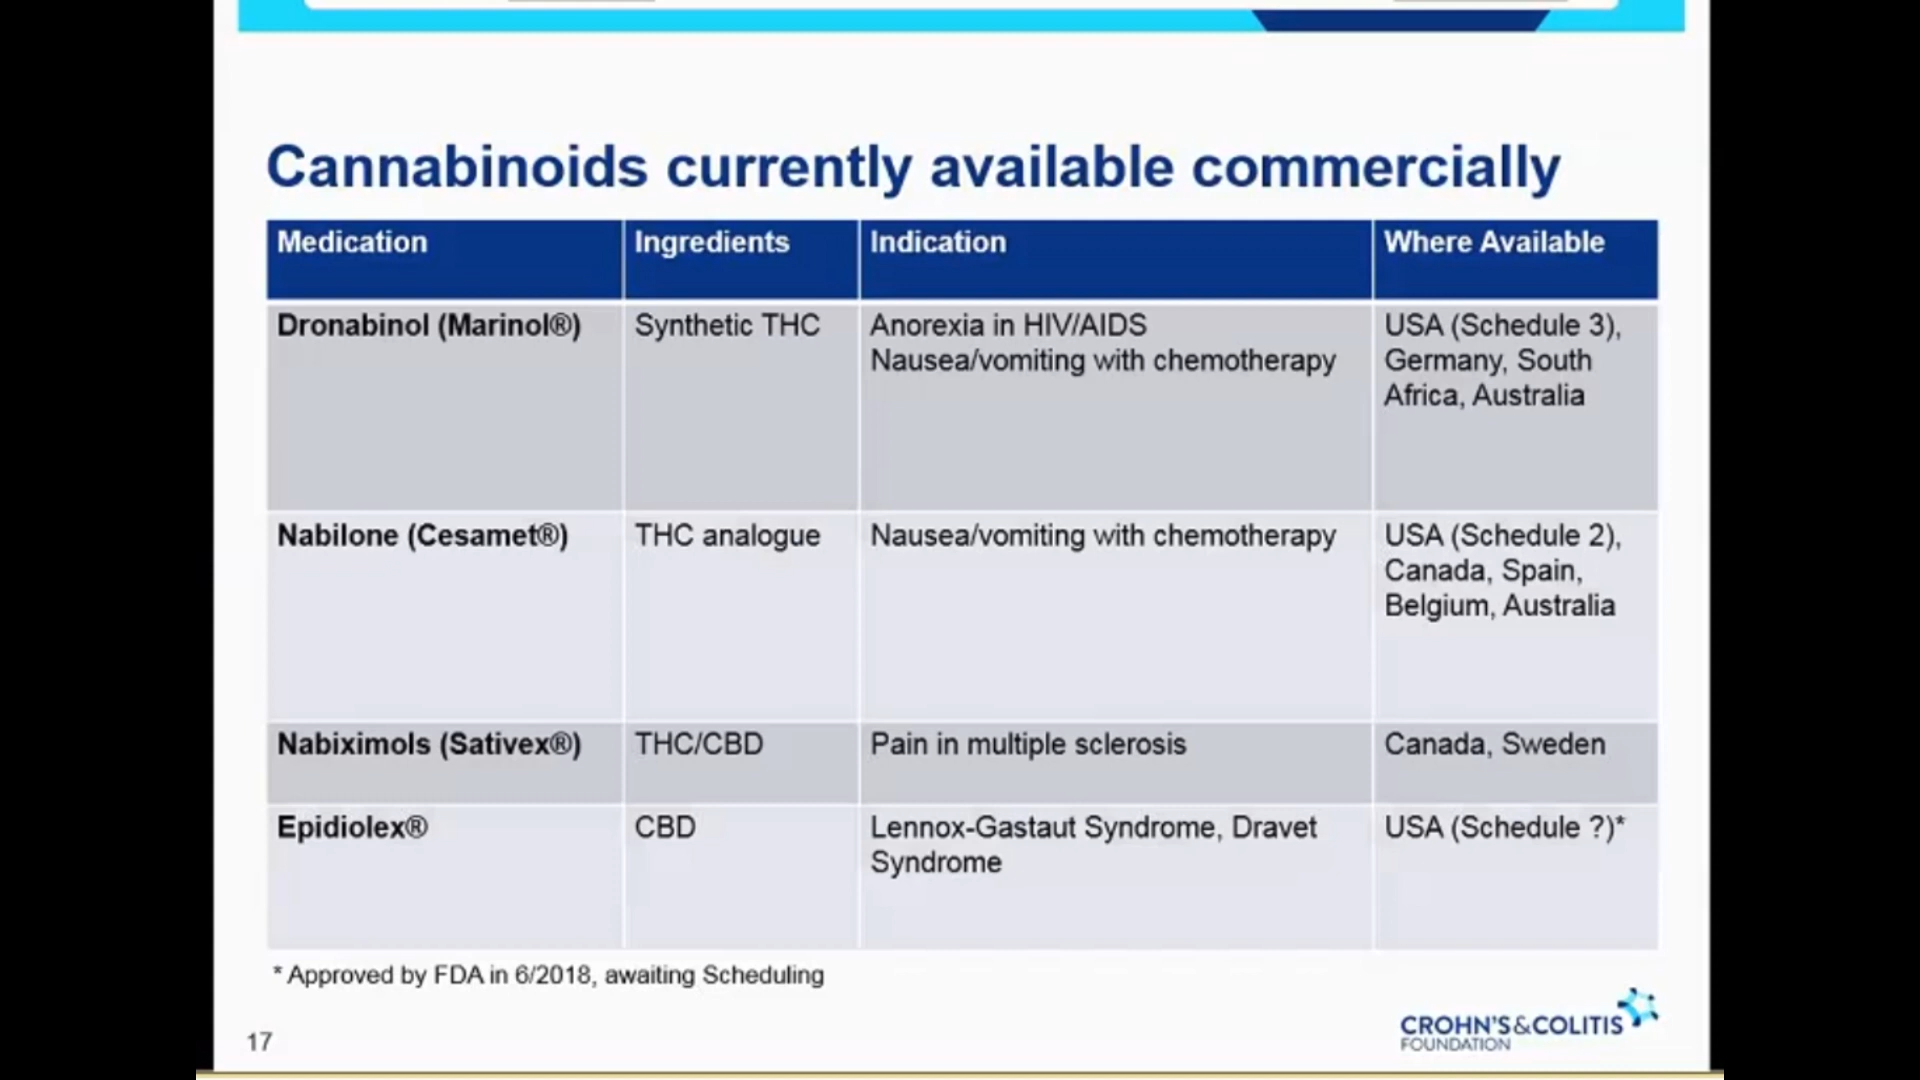 Cannabinoids currently available commercially
Medication Ingredients Indication Where Available
Dronabinol (Marinol®) Synthetic THC Anorexia in HIV/AIDS USA (Schedule 3),
Nausea/vomiting with chemotherapy Germany, South
Africa, Australia
Nabilone (Cesamet®) THC analogue Nausea/vomiting with chemotherapy USA (Schedule 2),
Canada, Spain,
Belgium, Australia
Nabiximols (Sativex®) THC/CBD Pain in multiple sclerosis Canada, Sweden
Epidiolex® CBD Lennox-Gastaut Syndrome, Dravet USA (Schedule ?)*
Syndrome
* Approved by FDA in 6/2018, awaiting Scheduling
17
CROHN'S&COLITIS
FOUNDATION